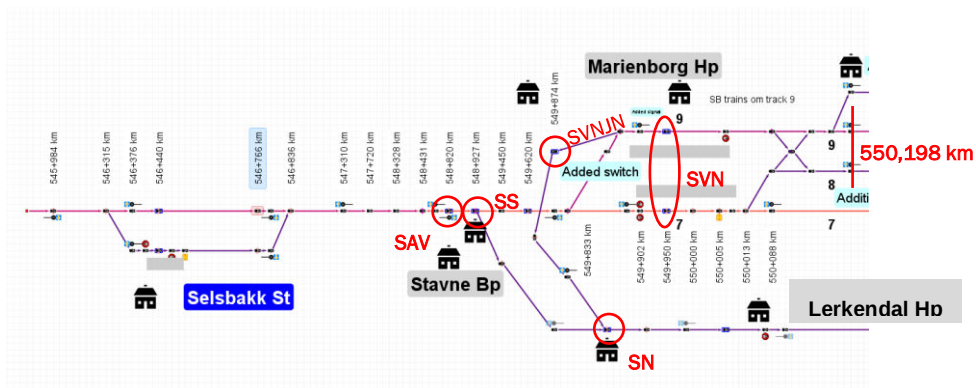 Marienborg Hp
SB trains om track 9
Added signal
549+874 km
9
9
SVNJN
Added switch
550,198 km
8
Additi
SVN
7
7
545+984 km
546+315 km
546+376 km
546+440 km
546+766 km
546+836 km
547+310 km
547+720 km
548+328 km
548+431 km
548+820 km
548+927 km
549+450 km
549+620 km
SS
SAV
Stavne Bp
549+833 km
549+902 km
549+950 km
550+000 km
550+005 km
550+013 km
550+088 km
Selsbakk St
Lerkendal Hp
SN